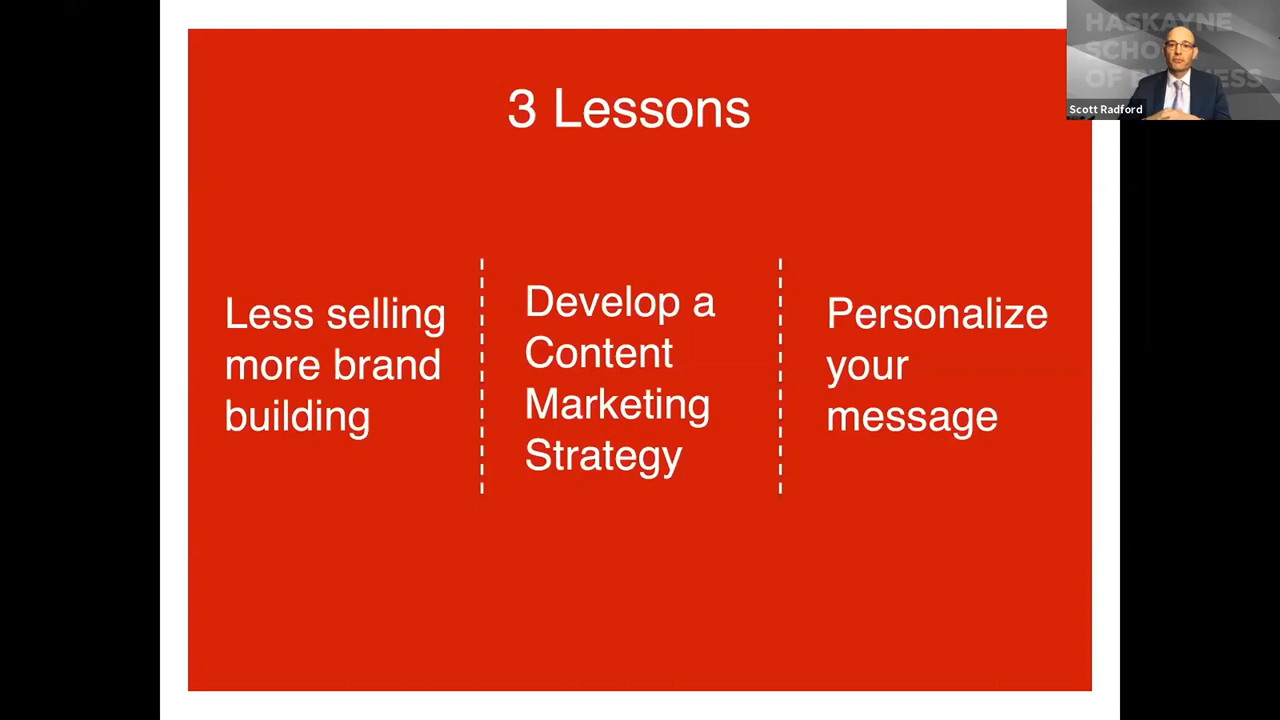 3 Lessons
Less selling
more brand
building
Develop a
Content
Marketing
Strategy
Personalize
your
message
HASKAYNE
SCHOOL
OF BUSINESS
Scott Radford